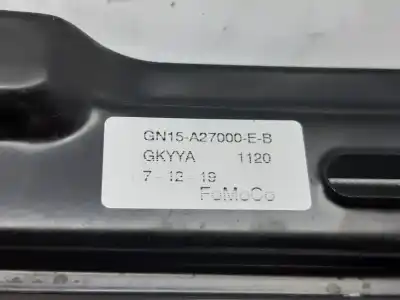 GN15-A27000-E-B
GKYYA 1120
7-12-19
FoMoCo